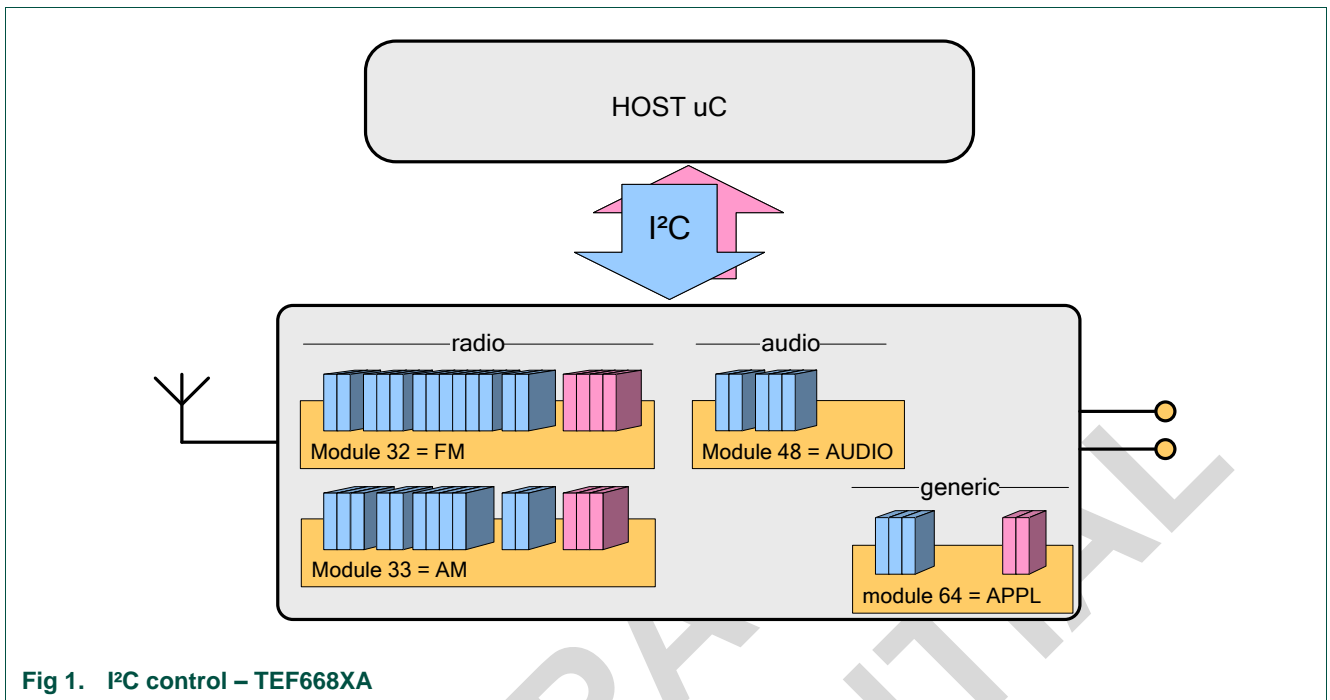 HOST uC
I²C
radio
audio
Module 32 = FM
Module 48 = AUDIO
generic
Module 33 = AM
module 64 = APPL
Fig 1. I²C control – TEF668XA